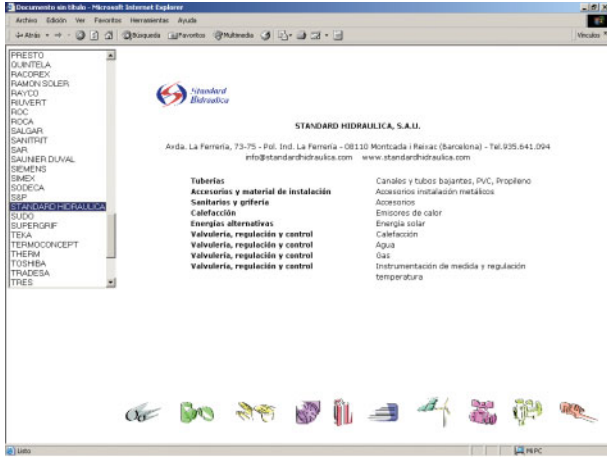 Documento sin título - Microsoft Internet Explorer
Archivo Edición Ver Favoritos Herramientas Ayuda
Atrás Búsqueda Favoritos Multimedia Vínculos
PRESTO
QUINTELA
RACOREX
RAMON SOLER
RAYCO
RIUVERT
ROC
ROCA
SALGAR
SANITRIT
SAR
SAUNIER DUVAL
SIEMENS
SIMEX
SODECA
S&P
STANDARD HIDRAULICA
SUDO
SUPERGRIF
TEKA
TERMOCONCEPT
THERM
TOSHIBA
TRADESA
TRES
Standard
Hidraulica
STANDARD HIDRAULICA, S.A.U.
Avda. La Ferrería, 73-75 - Pol. Ind. La Ferrería - 08110 Montcada i Reixac (Barcelona) - Tel.935.641.094
info@standardhidraulica.com www.standardhidraulica.com
Tuberías Canales y tubos bajantes, PVC, Propileno
Accesorios y material de instalación Accesorios instalación metálicos
Sanitarios y grifería Accesorios
Calefacción Emisores de calor
Energías alternativas Energía solar
Valvulería, regulación y control Calefacción
Valvulería, regulación y control Agua
Valvulería, regulación y control Gas
Valvulería, regulación y control Instrumentación de medida y regulación
temperatura
Listo Mi PC